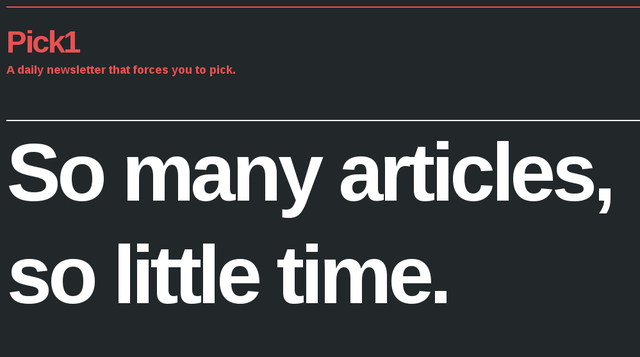 Pick1
A daily newsletter that forces you to pick.
So many articles,
so little time.